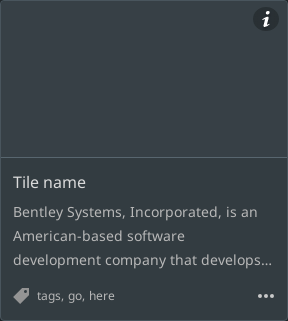 i
Tile name
Bentley Systems, Incorporated, is an
American-based software
development company that develops...
tags, go, here